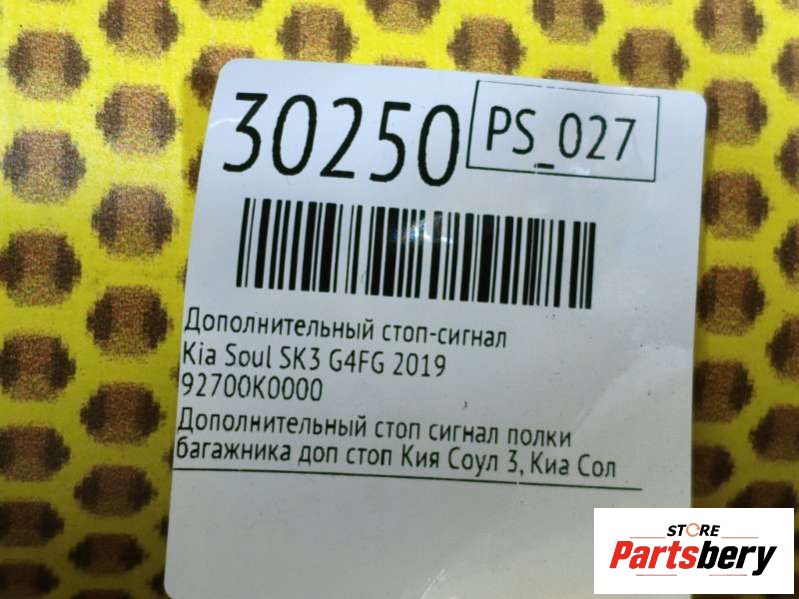 30250
PS_027
Дополнительный стоп-сигнал
Kia Soul SK3 G4FG 2019
92700K0000
Дополнительный стоп сигнал полки
багажника доп стоп Кия Соул 3, Киа Сол
STORE
Partsbery